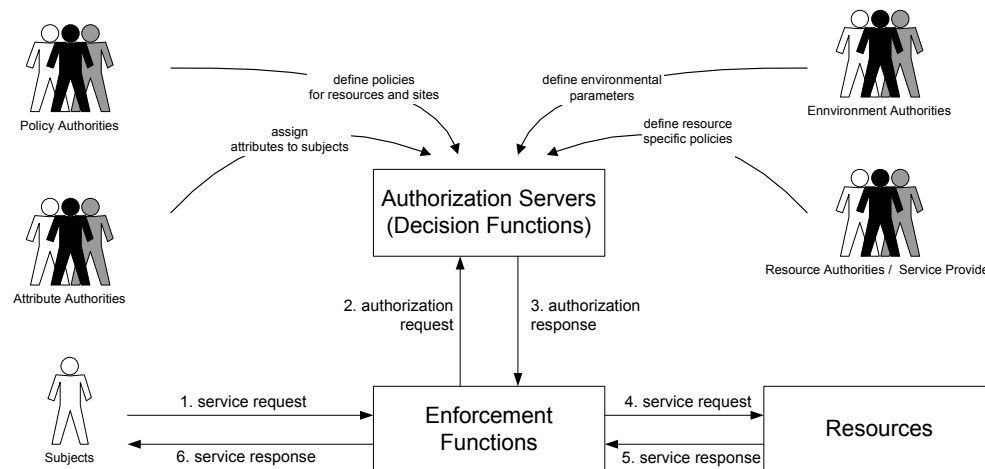 define policies
for resources and sites
define environmental
parameters
Policy Authorities
Ennvironment Authorities
assign
attributes to subjects
define resource
specific policies
Authorization Servers
(Decision Functions)
Attribute Authorities
Resource Authorities / Service Provide
2. authorization
request
3. authorization
response
1. service request
Enforcement
Functions
4. service request
Resources
6. service response
5. service response
Subjects